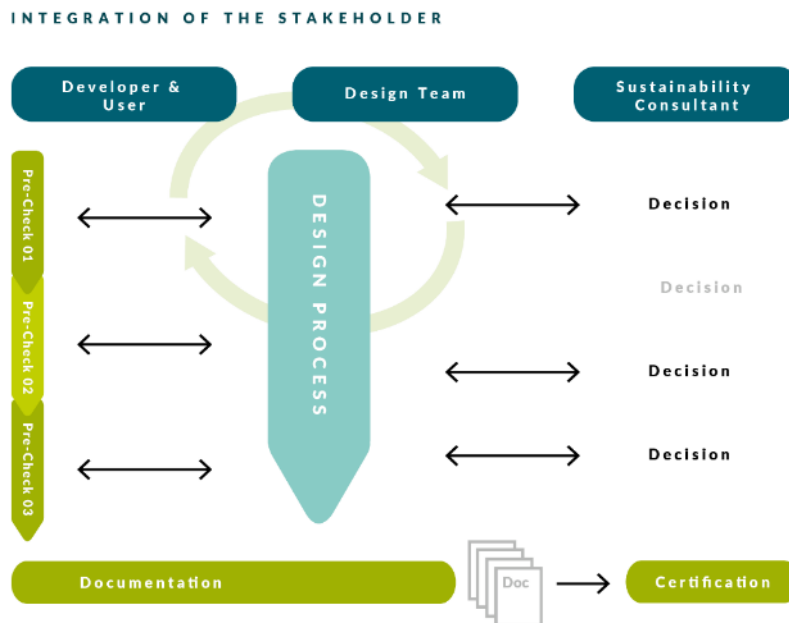 INTEGRATION OF THE STAKEHOLDER
Developer &
User
Design Team
Sustainability
Consultant
Pre-Check 01
Pre-Check 02
Pre-Check 03
DESIGN PROCESS
Decision
Decision
Decision
Decision
Documentation
Doc
Certification